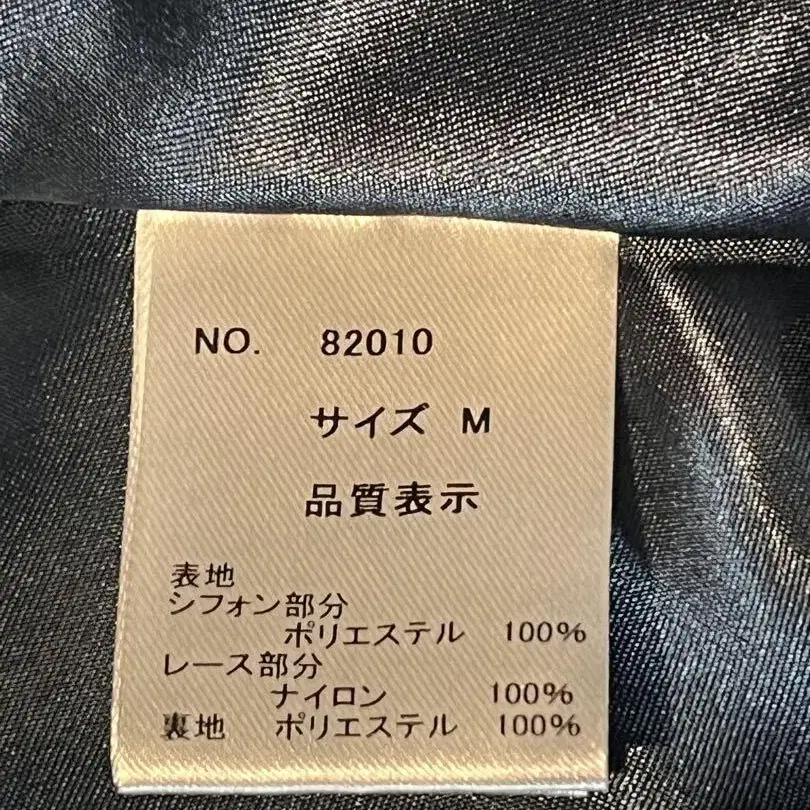 NO. 82010
サイズ M
品質表示
表地
シフォン部分
ポリエステル 100%
レース部分
ナイロン 100%
裏地 ポリエステル 100%